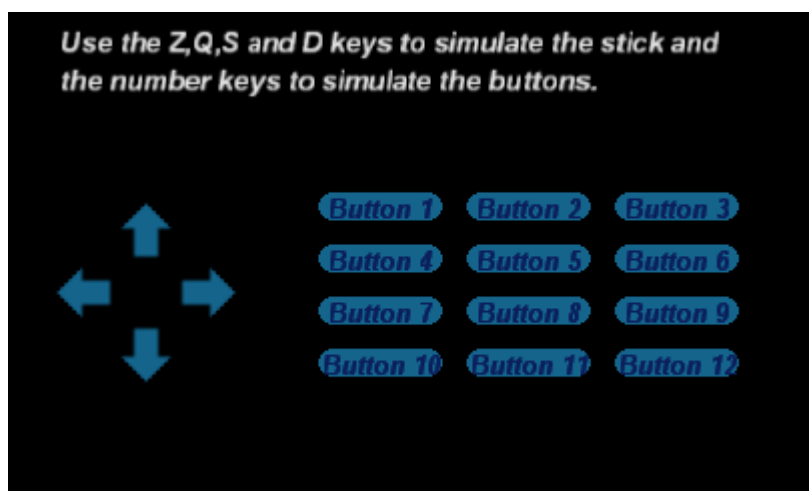 Use the Z,Q,S and D keys to simulate the stick and
the number keys to simulate the buttons.
Button 1 Button 2 Button 3
Button 4 Button 5 Button 6
Button 7 Button 8 Button 9
Button 10 Button 11 Button 12